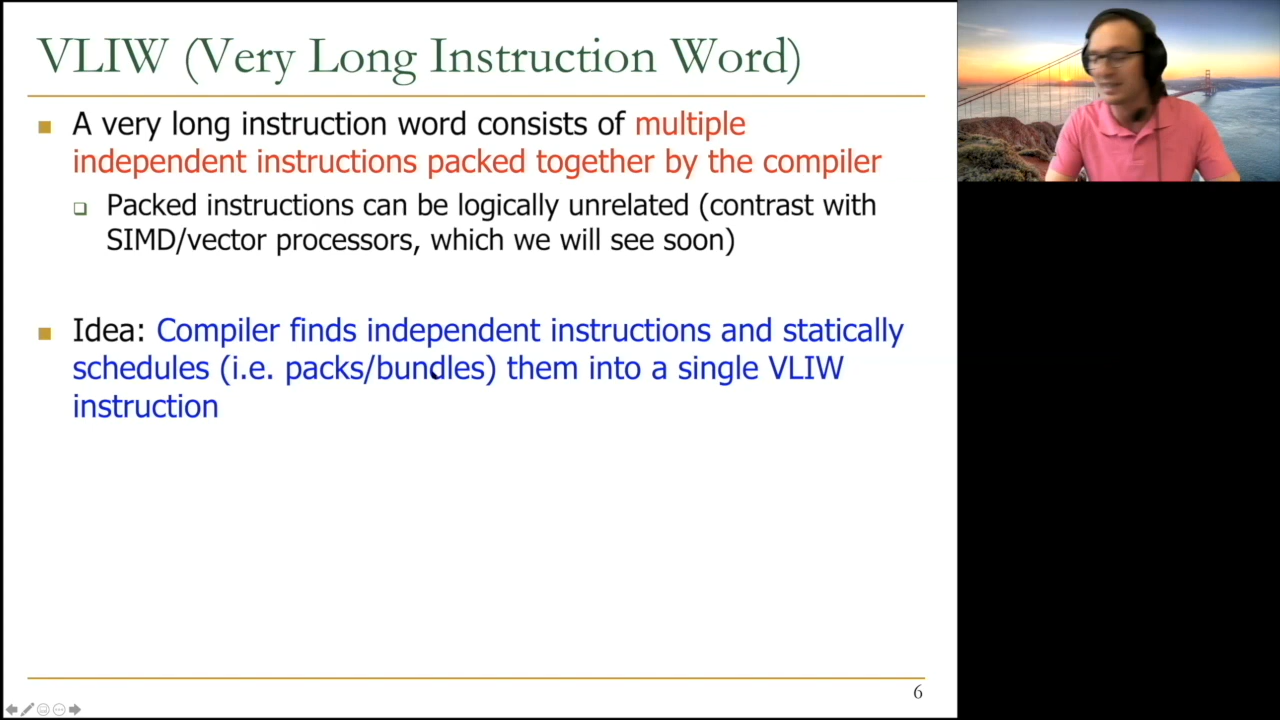 VLIW (Very Long Instruction Word)
A very long instruction word consists of multiple
independent instructions packed together by the compiler
Packed instructions can be logically unrelated (contrast with
SIMD/vector processors, which we will see soon)
Idea: Compiler finds independent instructions and statically
schedules (i.e. packs/bundles) them into a single VLIW
instruction
6